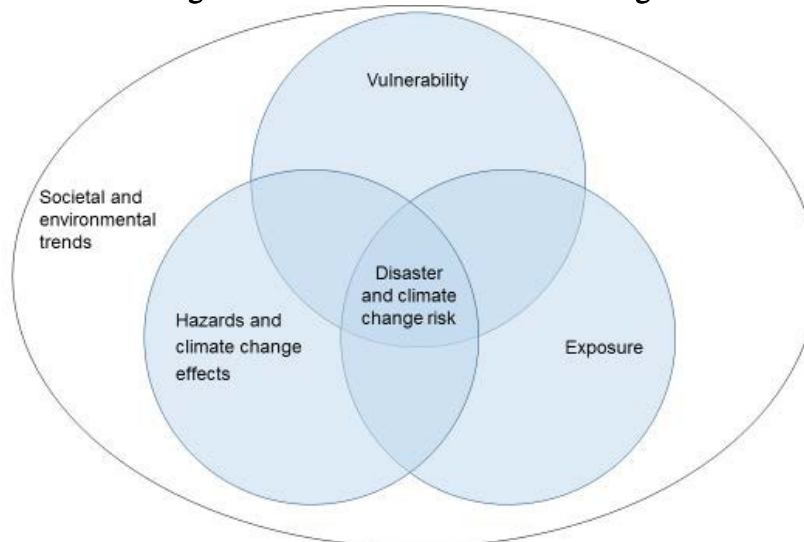 Vulnerability
Societal and
environmental
trends
Disaster
and climate
change risk
Hazards and
climate change
effects
Exposure